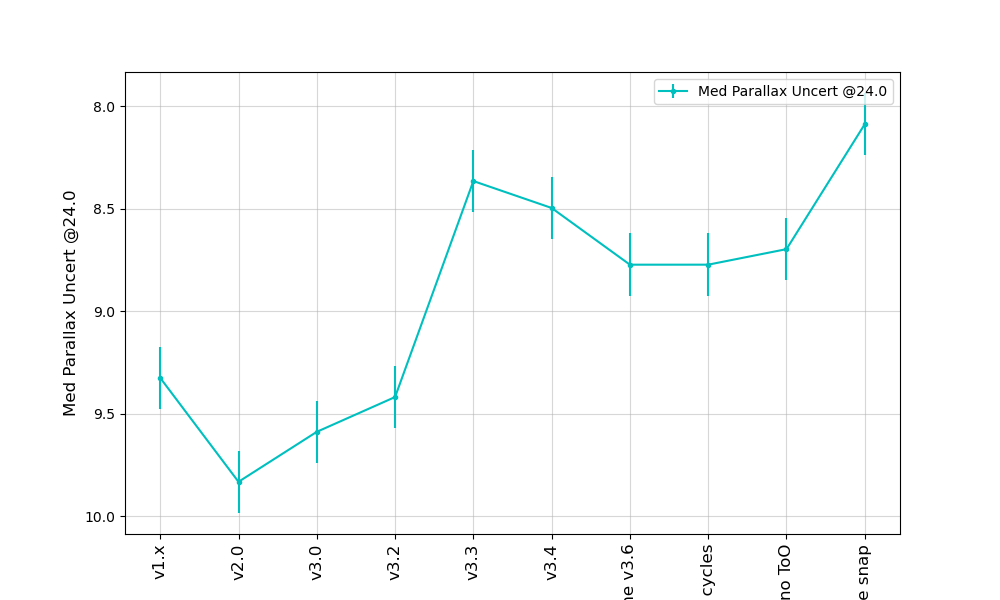 Med Parallax Uncert @24.0
8.0
8.5
9.0
9.5
10.0
Med Parallax Uncert @24.0
v1.x
v2.0
v3.0
v3.2
v3.3
v3.4
v3.6
cycles
no ToO
snap